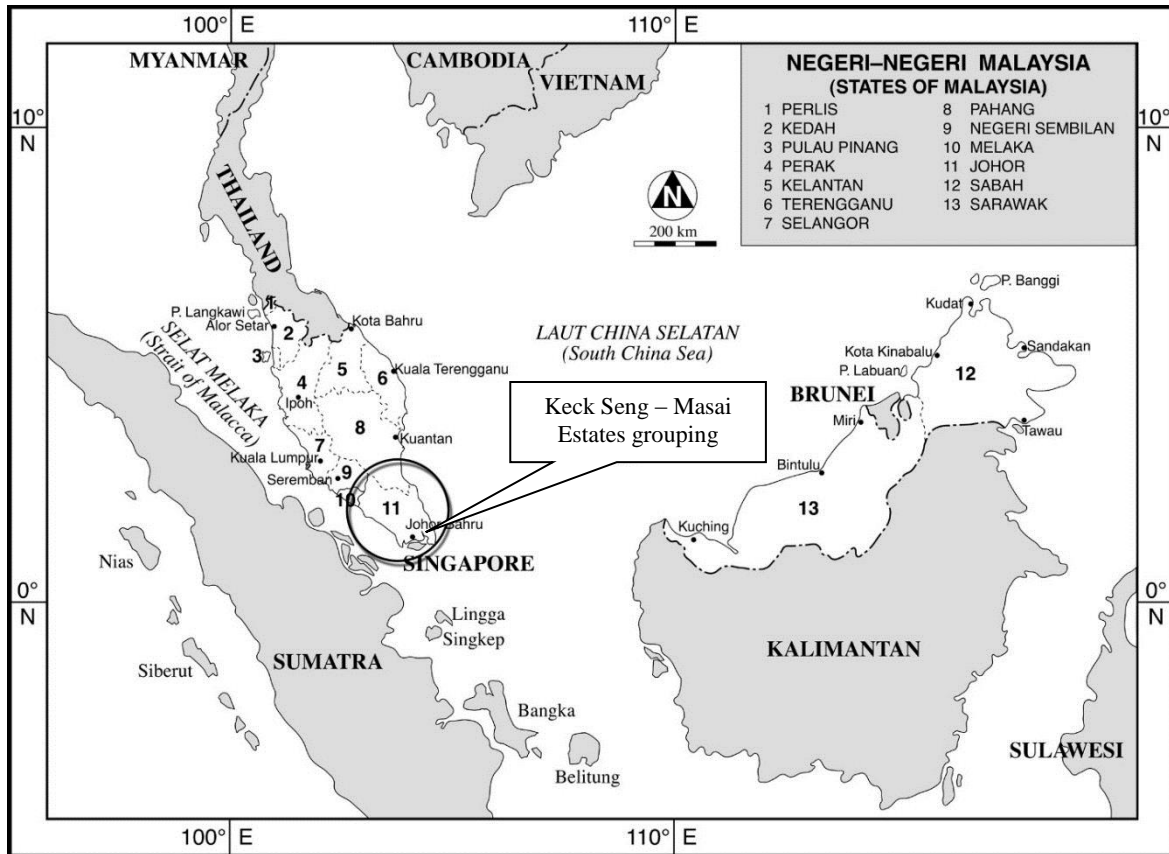 100° E
110° E
MYANMAR
CAMBODIA
VIETNAM
NEGERI–NEGERI MALAYSIA
(STATES OF MALAYSIA)
1 PERLIS
2 KEDAH
3 PULAU PINANG
4 PERAK
5 KELANTAN
6 TERENGGANU
7 SELANGOR
8 PAHANG
9 NEGERI SEMBILAN
10 MELAKA
11 JOHOR
12 SABAH
13 SARAWAK
10°
N
10°
N
THAILAND
N
200 km
1
P. Langkawi
Alor Setar
2
Kota Bahru
3
SELAT MELAKA
(Strait of Malacca)
4
5
6
Kuala Terengganu
Ipoh
LAUT CHINA SELATAN
(South China Sea)
P. Banggi
Kudat
Kota Kinabalu
Sandakan
P. Labuan
12
BRUNEI
Miri
Tawau
Keck Seng – Masai
Estates grouping
8
Kuantan
7
Kuala Lumpur
9
Seremban
10
11
Johor Bahru
SINGAPORE
Bintulu
13
Kuching
Nias
0°
N
0°
N
Lingga
Singkep
SUMATRA
KALIMANTAN
Siberut
Bangka
Belitung
SULAWESI
100° E
110° E